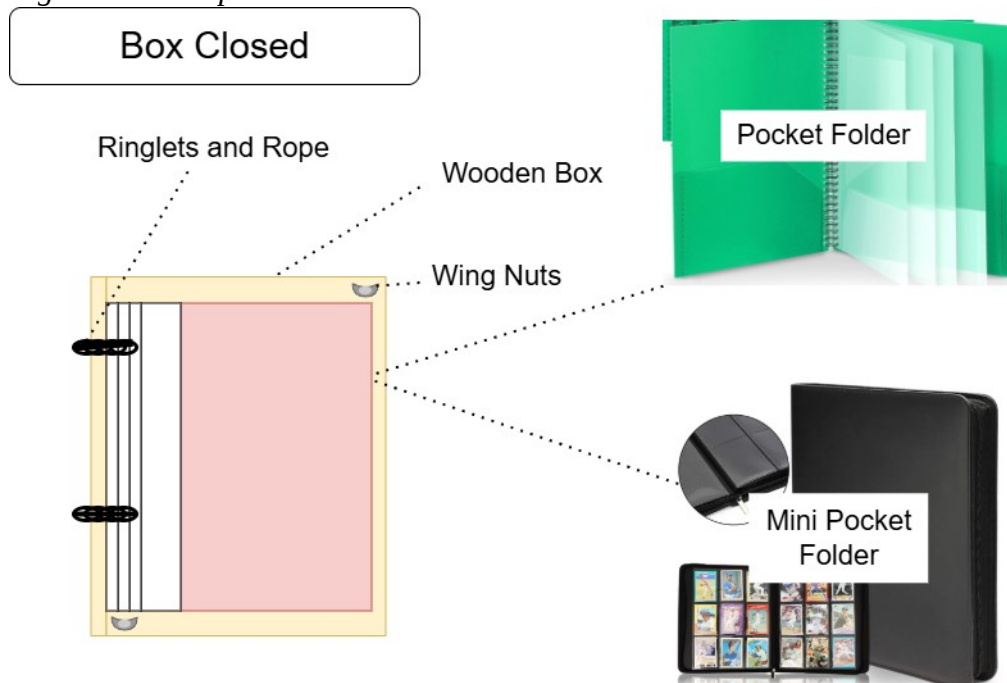 Box Closed
Ringlets and Rope
Wooden Box
Pocket Folder
Wing Nuts
Mini Pocket
Folder